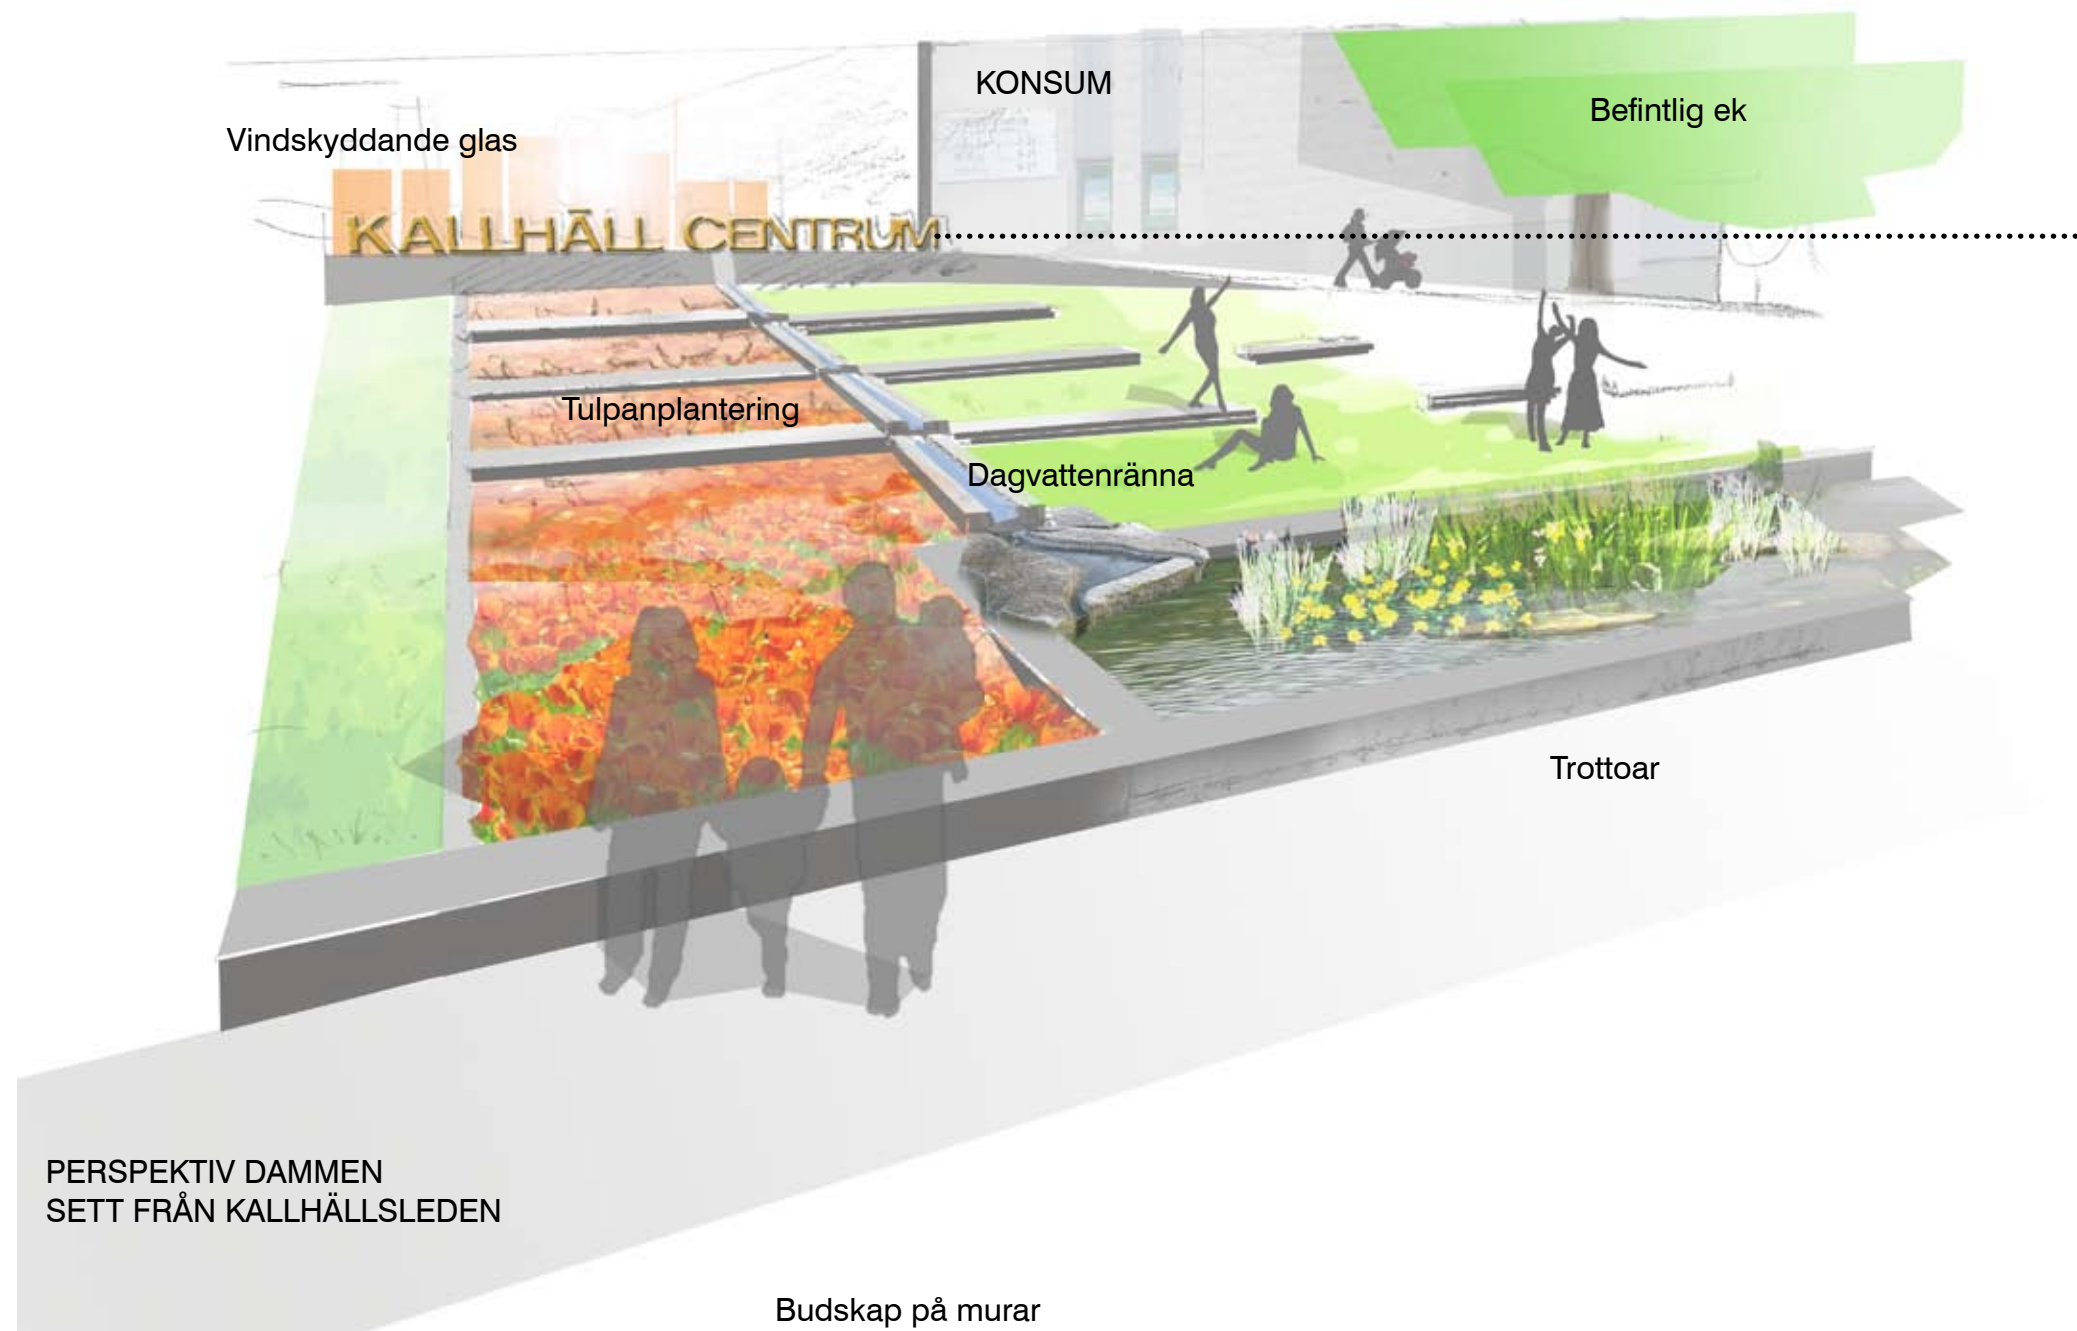 KONSUM
Befintlig ek
Vindskyddande glas
KALLHÄLL CENTRUM
Tulpanplantering
Dagvattenränna
Trottoar
PERSPEKTIV DAMMEN
SETT FRÅN KALLHÄLLSLEDEN
Budskap på murar